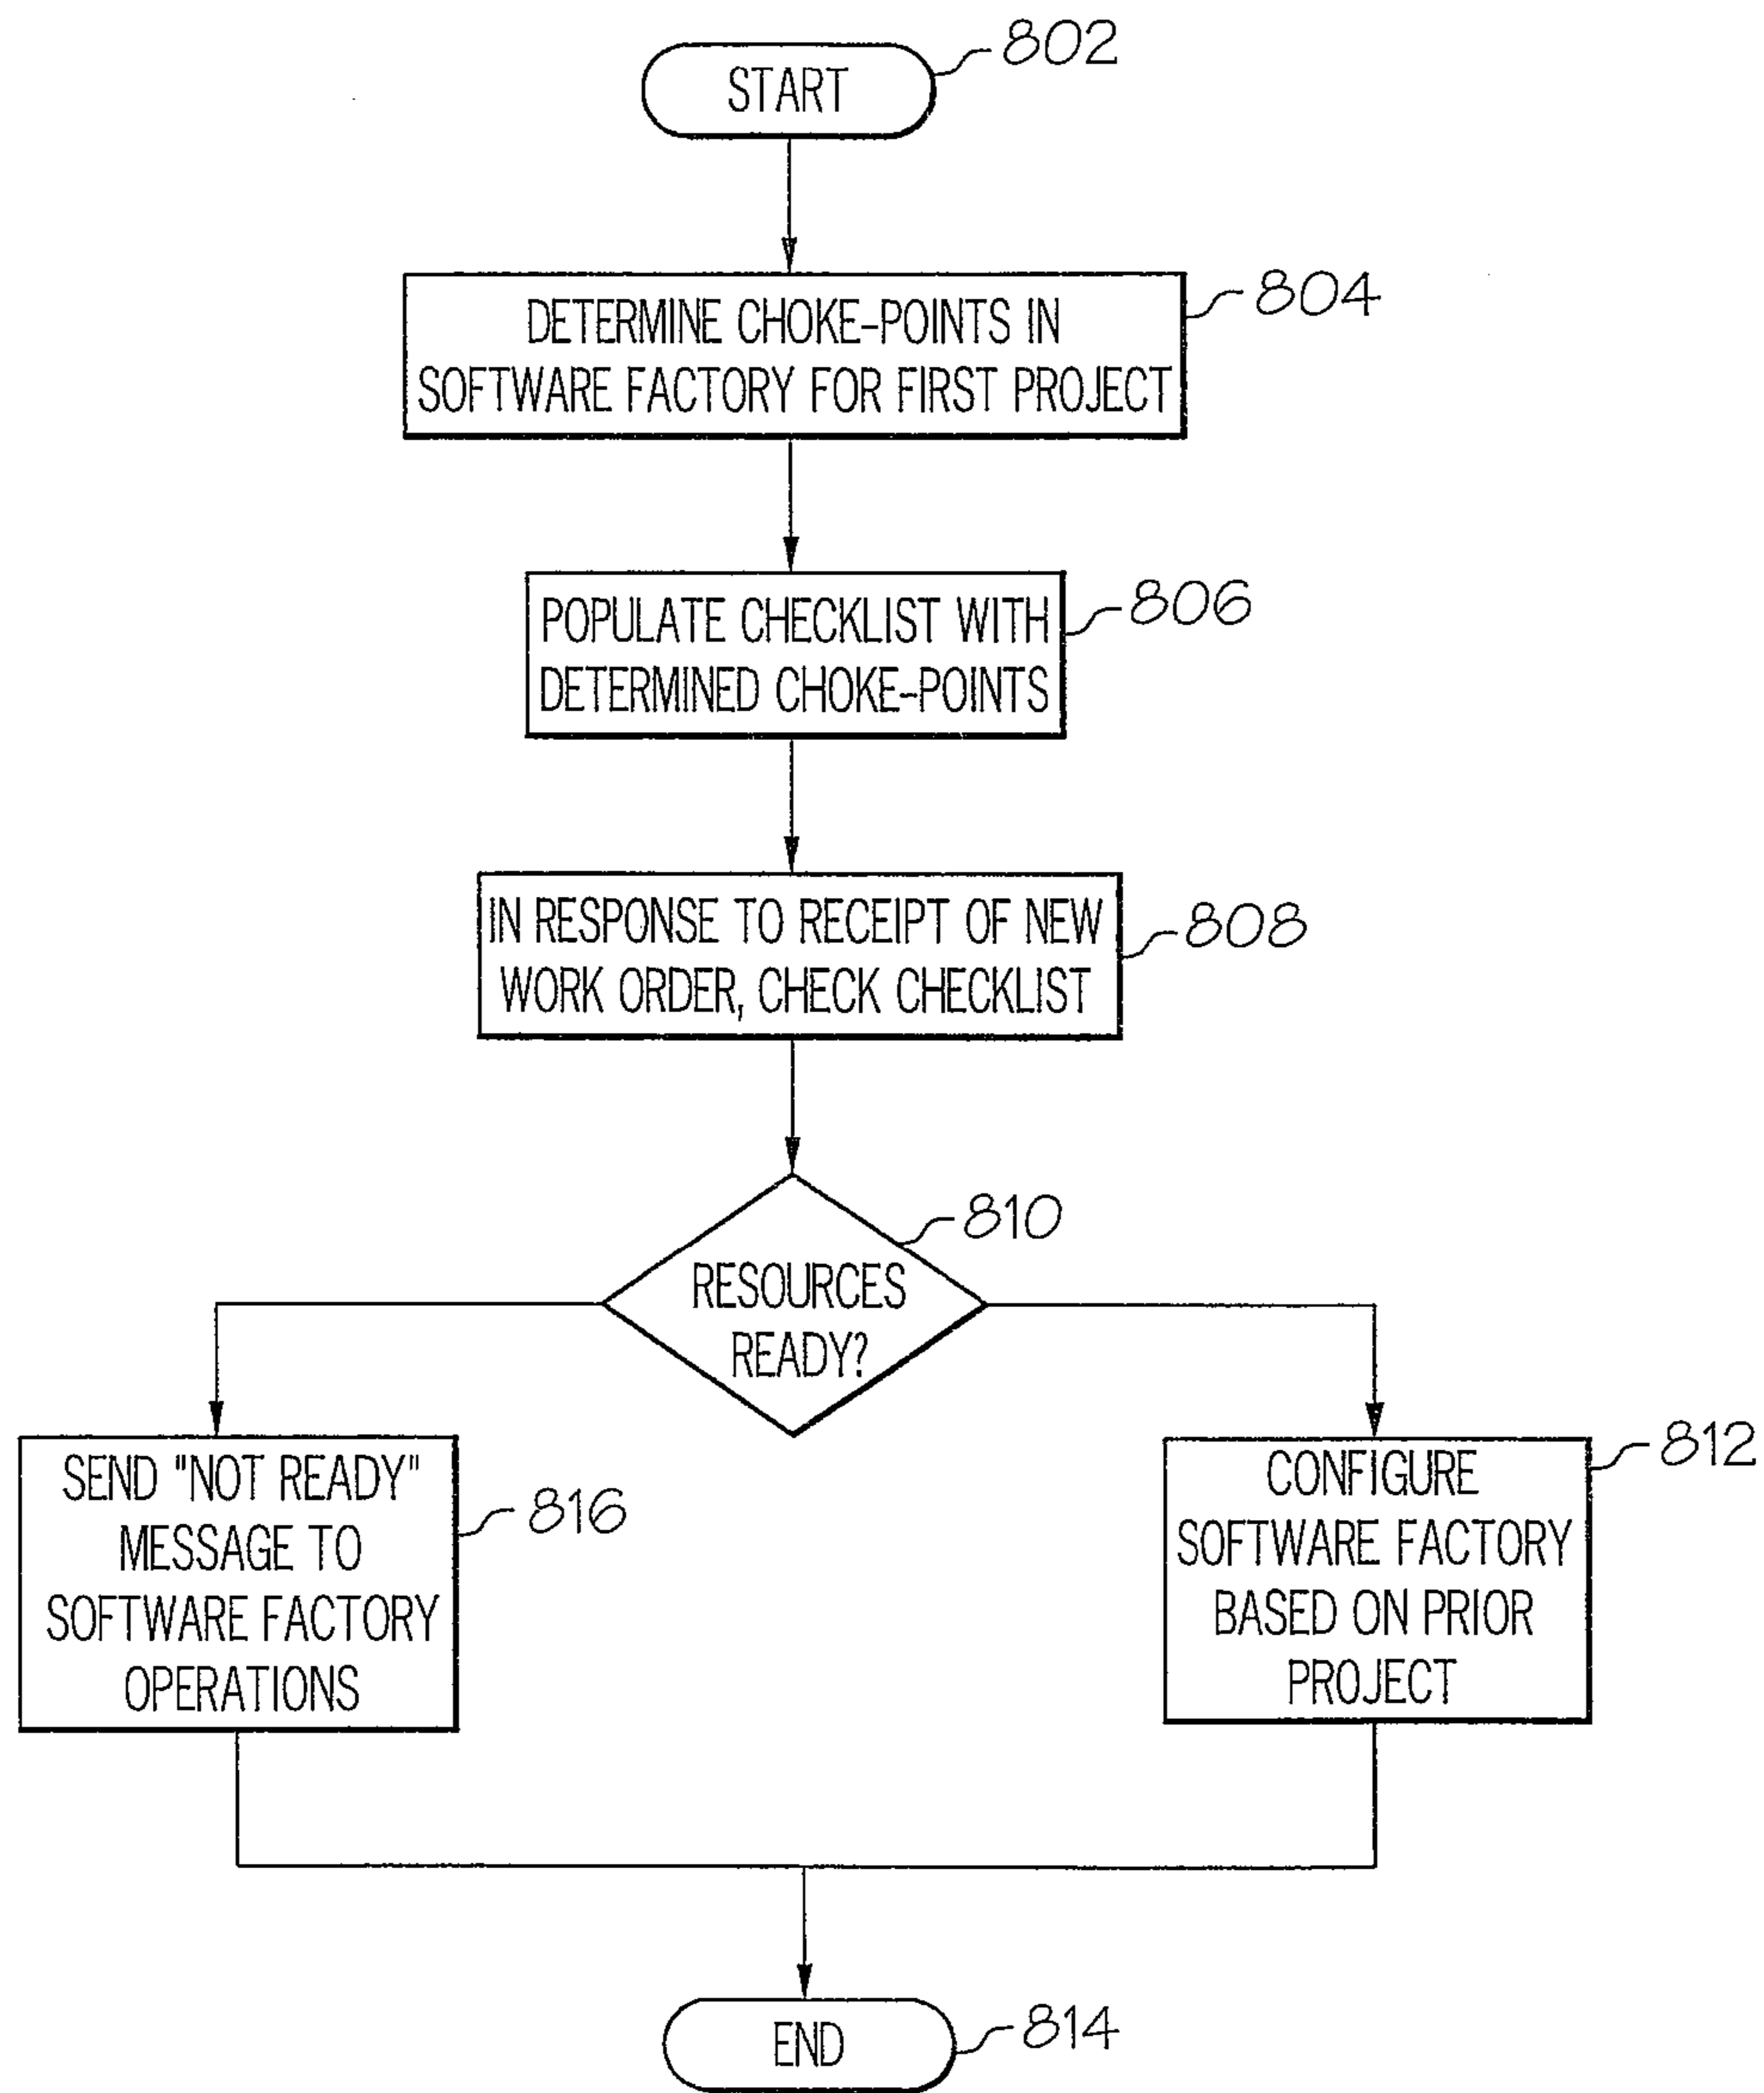 START
802
DETERMINE CHOKE-POINTS IN
SOFTWARE FACTORY FOR FIRST PROJECT
804
POPULATE CHECKLIST WITH
DETERMINED CHOKE-POINTS
806
IN RESPONSE TO RECEIPT OF NEW
WORK ORDER, CHECK CHECKLIST
808
RESOURCES
READY?
810
SEND "NOT READY"
MESSAGE TO
SOFTWARE FACTORY
OPERATIONS
816
CONFIGURE
SOFTWARE FACTORY
BASED ON PRIOR
PROJECT
812
END
814